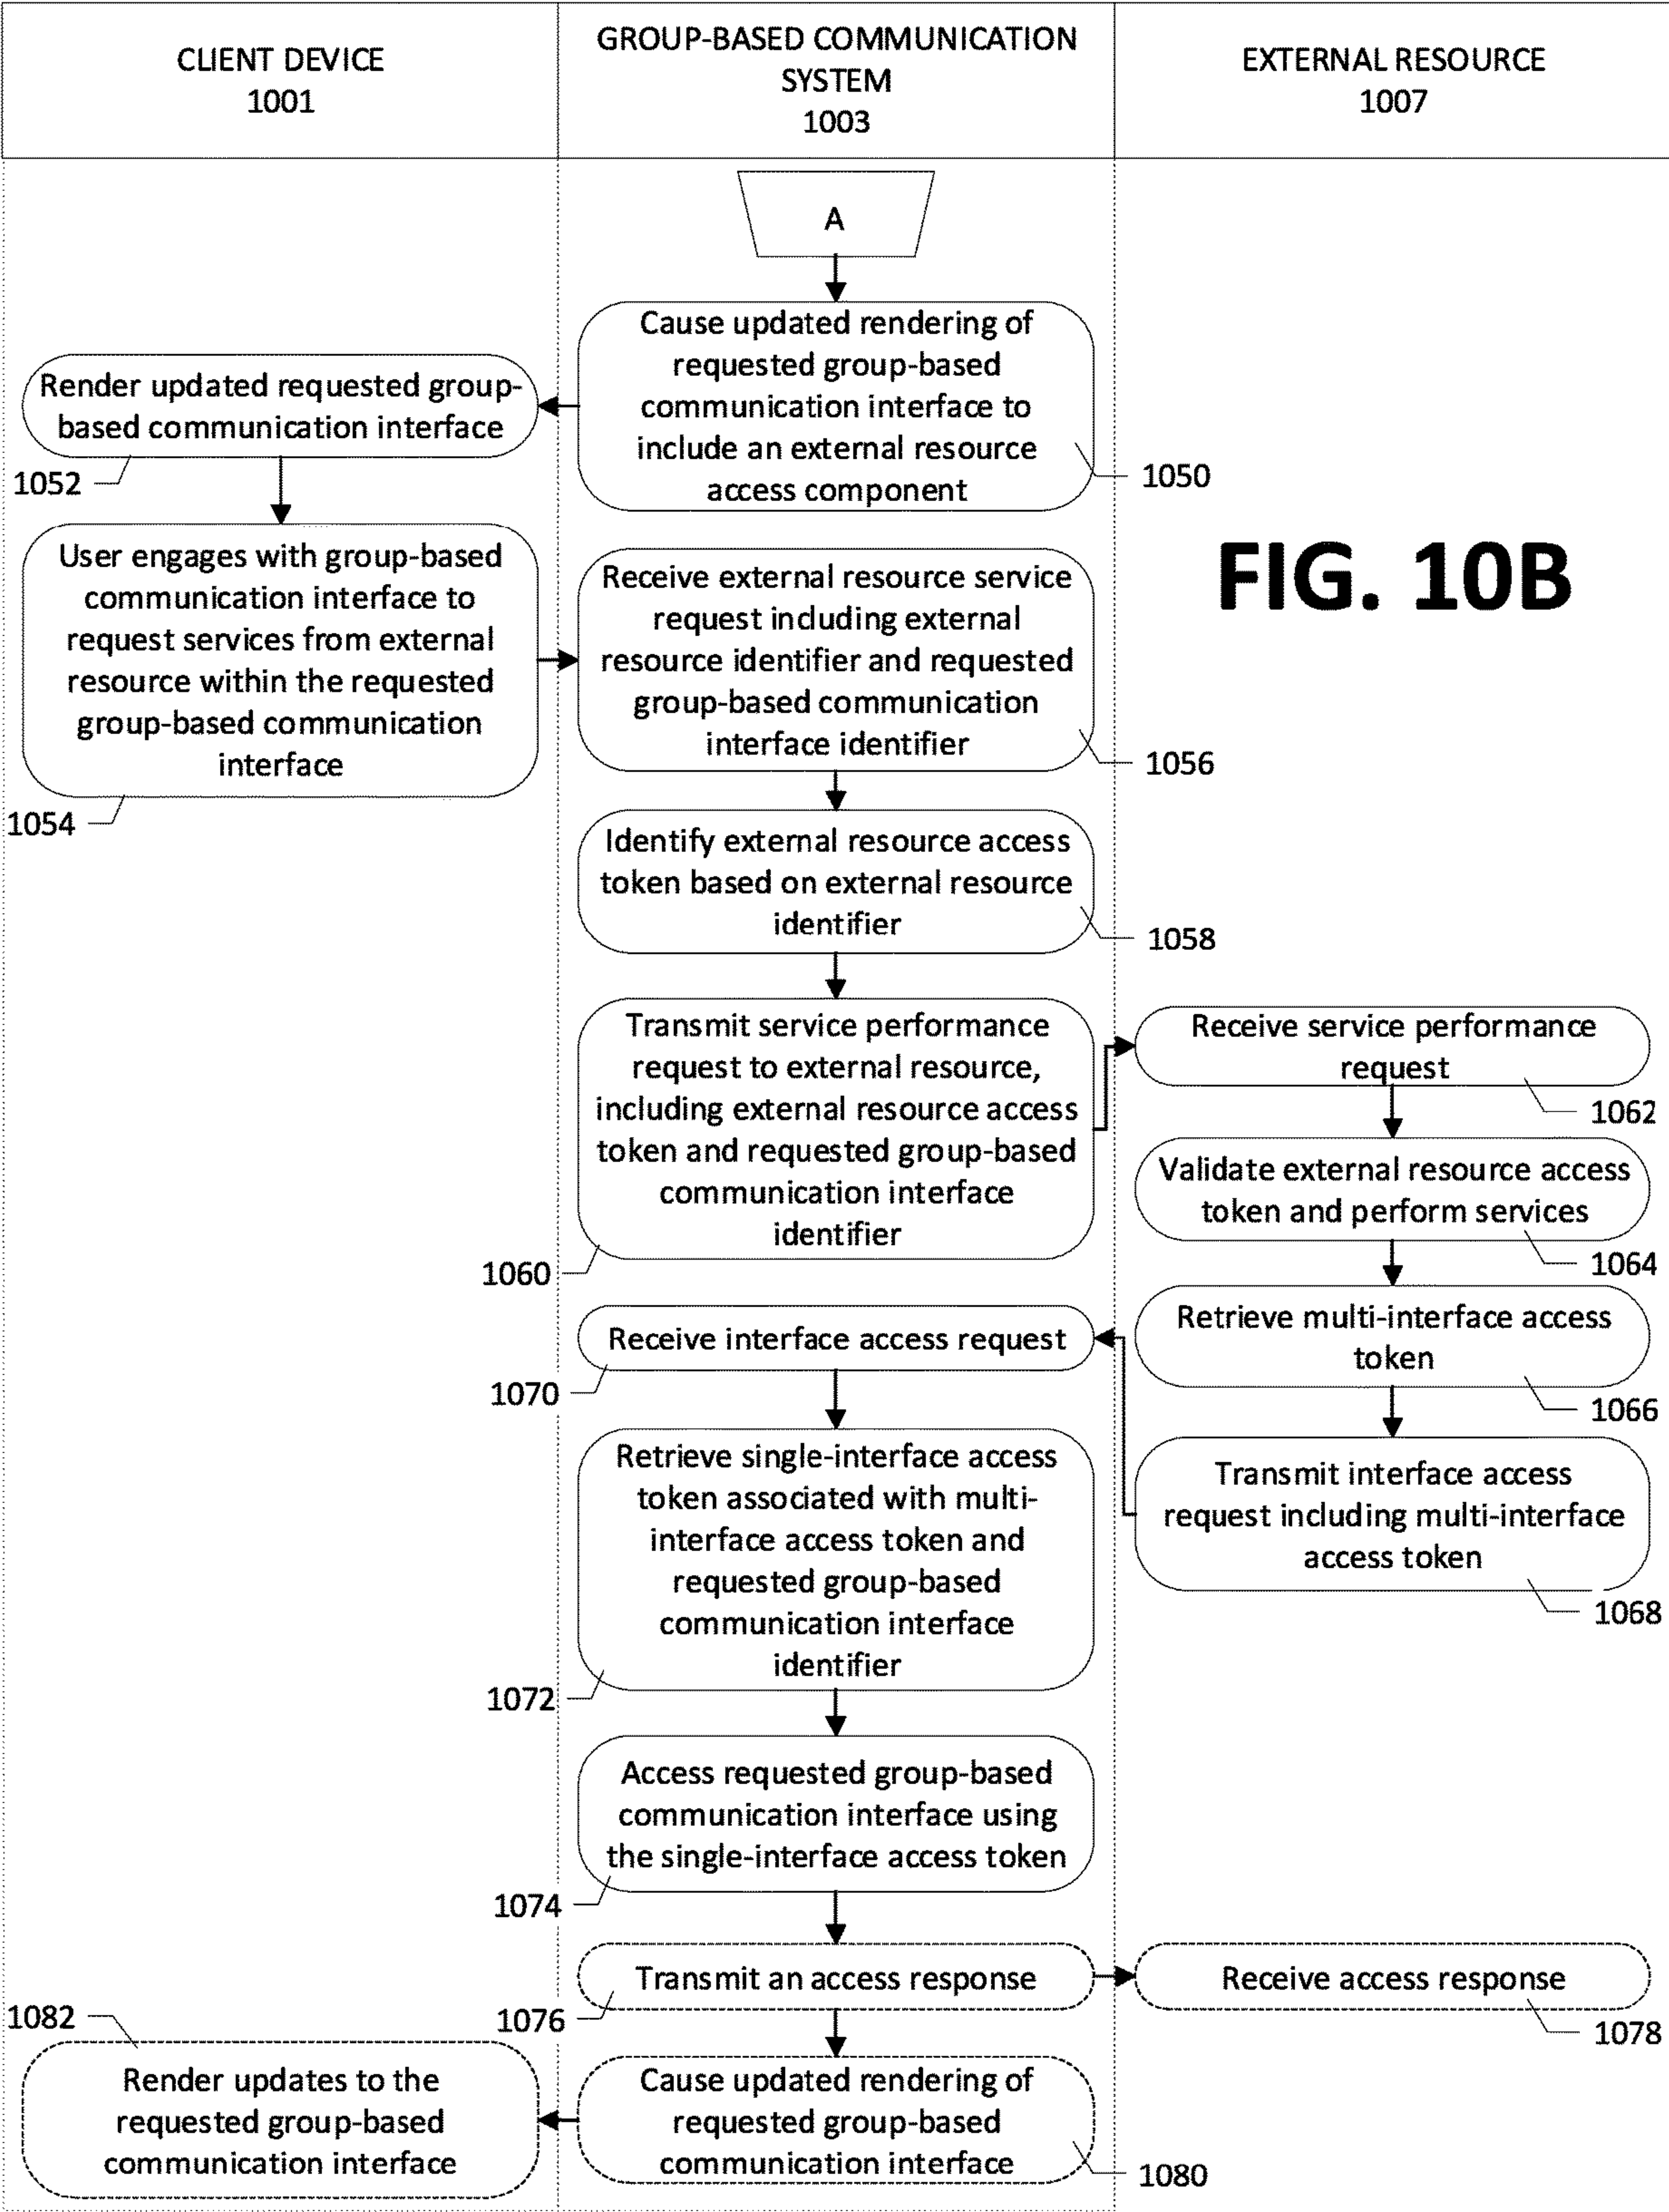 CLIENT DEVICE
1001
GROUP-BASED COMMUNICATION
SYSTEM
1003
EXTERNAL RESOURCE
1007
A
Cause updated rendering of
requested group-based
communication interface to
include an external resource
access component
1050
Render updated requested group-
based communication interface
1052
User engages with group-based
communication interface to
request services from external
resource within the requested
group-based communication
interface
1054
FIG. 10B
Receive external resource service
request including external
resource identifier and requested
group-based communication
interface identifier
1056
Identify external resource access
token based on external resource
identifier
1058
Transmit service performance
request to external resource,
including external resource access
token and requested group-based
communication interface
identifier
1060
Receive service performance
request
1062
Validate external resource access
token and perform services
1064
Retrieve multi-interface access
token
1066
Transmit interface access
request including multi-interface
access token
1068
Receive interface access request
1070
Retrieve single-interface access
token associated with multi-
interface access token and
requested group-based
communication interface
identifier
1072
Access requested group-based
communication interface using
the single-interface access token
1074
Transmit an access response
1076
Receive access response
1078
Cause updated rendering of
requested group-based
communication interface
1080
1082
Render updates to the
requested group-based
communication interface